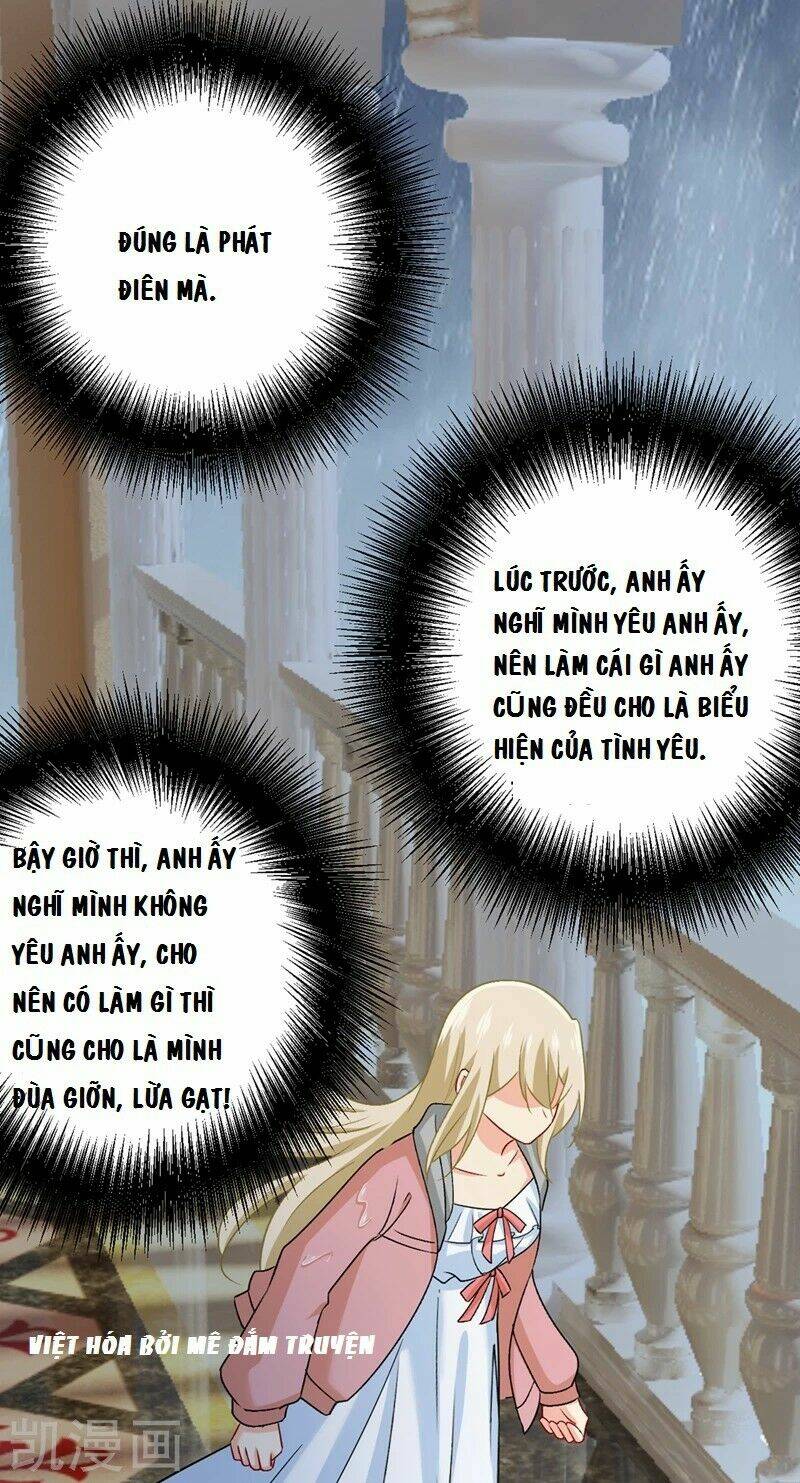 ĐÚNG LÀ PHÁT
ĐIÊN MÀ.
LÚC TRƯỚC, ANH ẤY
NGHĨ MÌNH YÊU ANH ẤY,
NÊN LÀM CÁI GÌ ANH ẤY
CŨNG ĐỀU CHO LÀ BIỂU
HIỆN CỦA TÌNH YÊU.
BẬY GIỜ THÌ, ANH ẤY
NGHĨ MÌNH KHÔNG
YÊU ANH ẤY, CHO
NÊN CÓ LÀM GÌ THÌ
CŨNG CHO LÀ MÌNH
ĐÙA GIỠN, LỪA GẠT!
VIỆT HÓA BỞI MÊ ĐẮM TRUYỆN
凯漫画